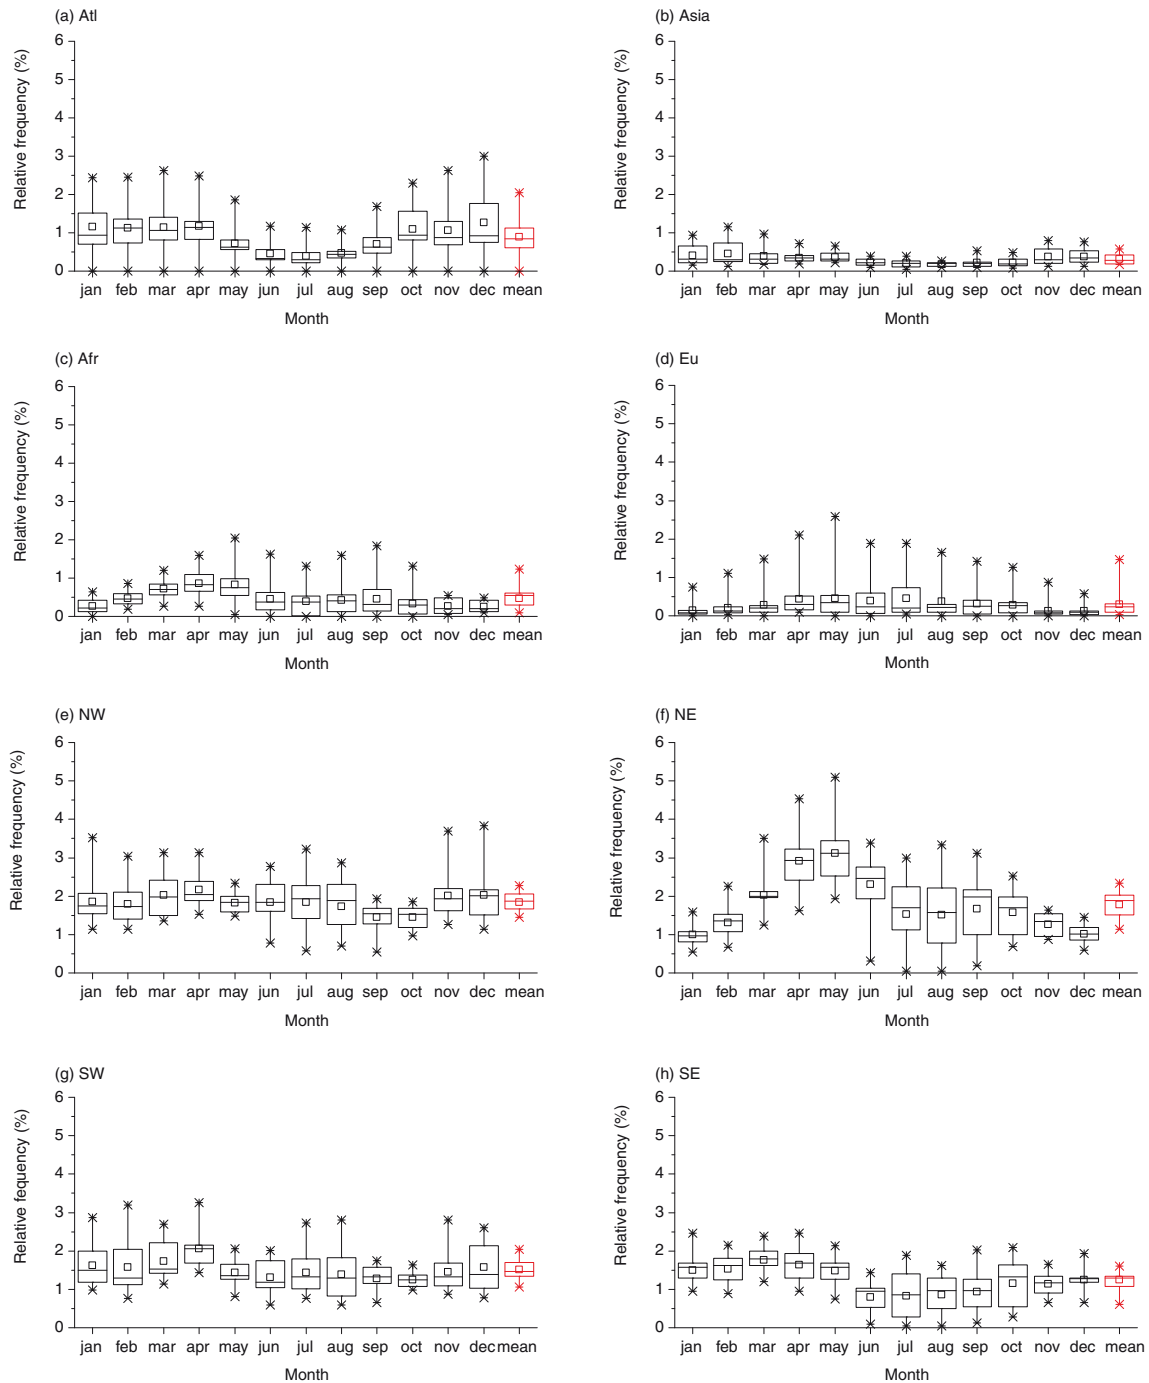 (a) Atl
Relative frequency (%)
6
5
4
3
2
1
0
jan feb mar apr may jun jul aug sep oct nov dec mean
Month
(b) Asia
Relative frequency (%)
6
5
4
3
2
1
0
jan feb mar apr may jun jul aug sep oct nov dec mean
Month
(c) Afr
Relative frequency (%)
6
5
4
3
2
1
0
jan feb mar apr may jun jul aug sep oct nov dec mean
Month
(d) Eu
Relative frequency (%)
6
5
4
3
2
1
0
jan feb mar apr may jun jul aug sep oct nov dec mean
Month
(e) NW
Relative frequency (%)
6
5
4
3
2
1
0
jan feb mar apr may jun jul aug sep oct nov dec mean
Month
(f) NE
Relative frequency (%)
6
5
4
3
2
1
0
jan feb mar apr may jun jul aug sep oct nov dec mean
Month
(g) SW
Relative fequency (%)
6
5
4
3
2
1
0
jan feb mar apr may jun jul aug sep oct nov dec mean
Month
(h) SE
Relative frequency (%)
6
5
4
3
2
1
0
jan feb mar apr may jun jul aug sep oct nov dec mean
Month